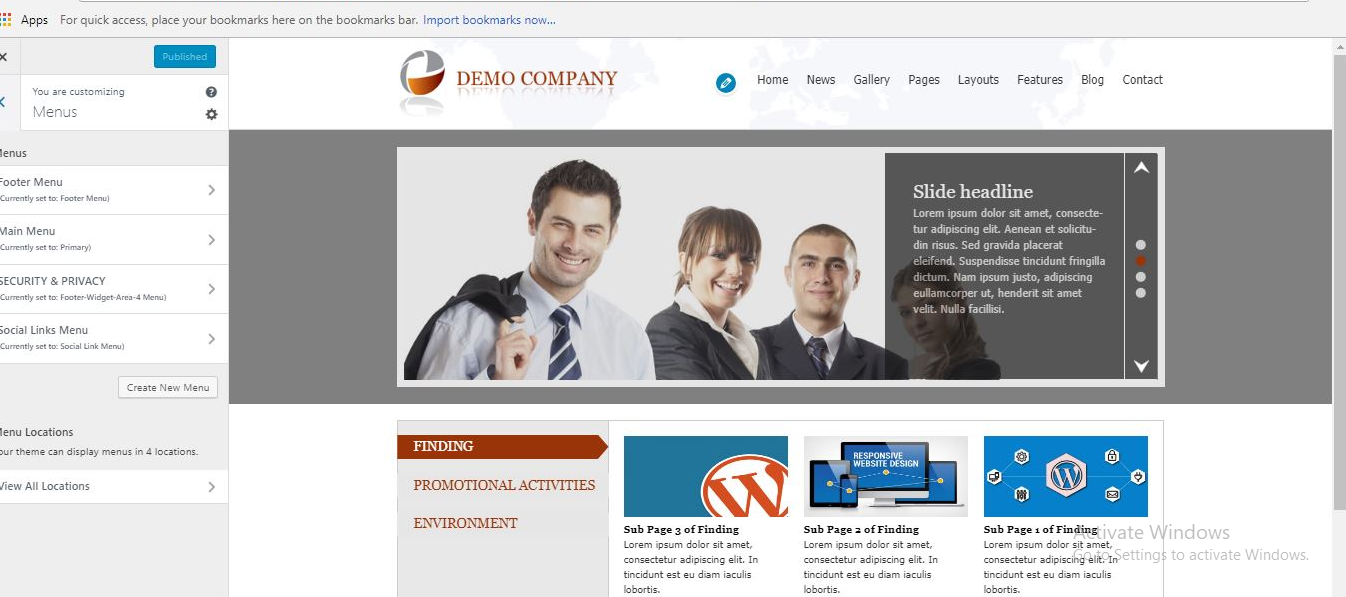 Apps For quick access, place your bookmarks here on the bookmarks bar. Import bookmarks now...
Published
You are customizing
Menus
Menus
Footer Menu
(Currently set to: Footer Menu)
Main Menu
(Currently set to: Primary)
SECURITY & PRIVACY
(Currently set to: Footer-Widget-Area-4 Menu)
Social Links Menu
(Currently set to: Social Link Menu)
Create New Menu
Menu Locations
Your theme can display menus in 4 locations.
View All Locations
DEMO COMPANY
Home News Gallery Pages Layouts Features Blog Contact
Slide headline
Lorem ipsum dolor sit amet, consecte-
tur adipiscing elit. Aenean et solicitu-
din risus. Sed gravida placerat
eleifend. Suspendisse tincidunt fringilla
dictum. Nam ipsum justo, adipiscing
eullamcorper ut, henderit sit amet
velit. Nulla facillisi.
FINDING
PROMOTIONAL ACTIVITIES
ENVIRONMENT
Sub Page 3 of Finding
Lorem ipsum dolor sit amet,
consectetur adipiscing elit. In
tincidunt est eu diam iaculis
lobortis.
RESPONSIVE
WEBSITE DESIGN
Sub Page 2 of Finding
Lorem ipsum dolor sit amet,
consectetur adipiscing elit. In
tincidunt est eu diam iaculis
lobortis.
Sub Page 1 of Finding
Lorem ipsum dolor sit amet,
consectetur adipiscing elit. In
tincidunt est eu diam iaculis
lobortis.
Activate Windows
Go to Settings to activate Windows.